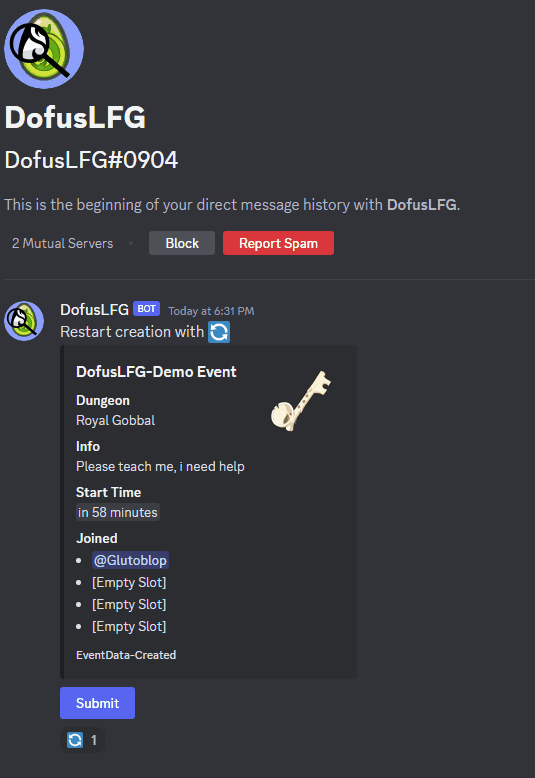 DofusLFG
DofusLFG#0904
This is the beginning of your direct message history with DofusLFG.
2 Mutual Servers
Block
Report Spam
DofusLFG BOT Today at 6:31 PM
Restart creation with
DofusLFG-Demo Event
Dungeon
Royal Gobbal
Info
Please teach me, i need help
Start Time
in 58 minutes
Joined
@Glutoblop
[Empty Slot]
[Empty Slot]
[Empty Slot]
EventData-Created
Submit
1